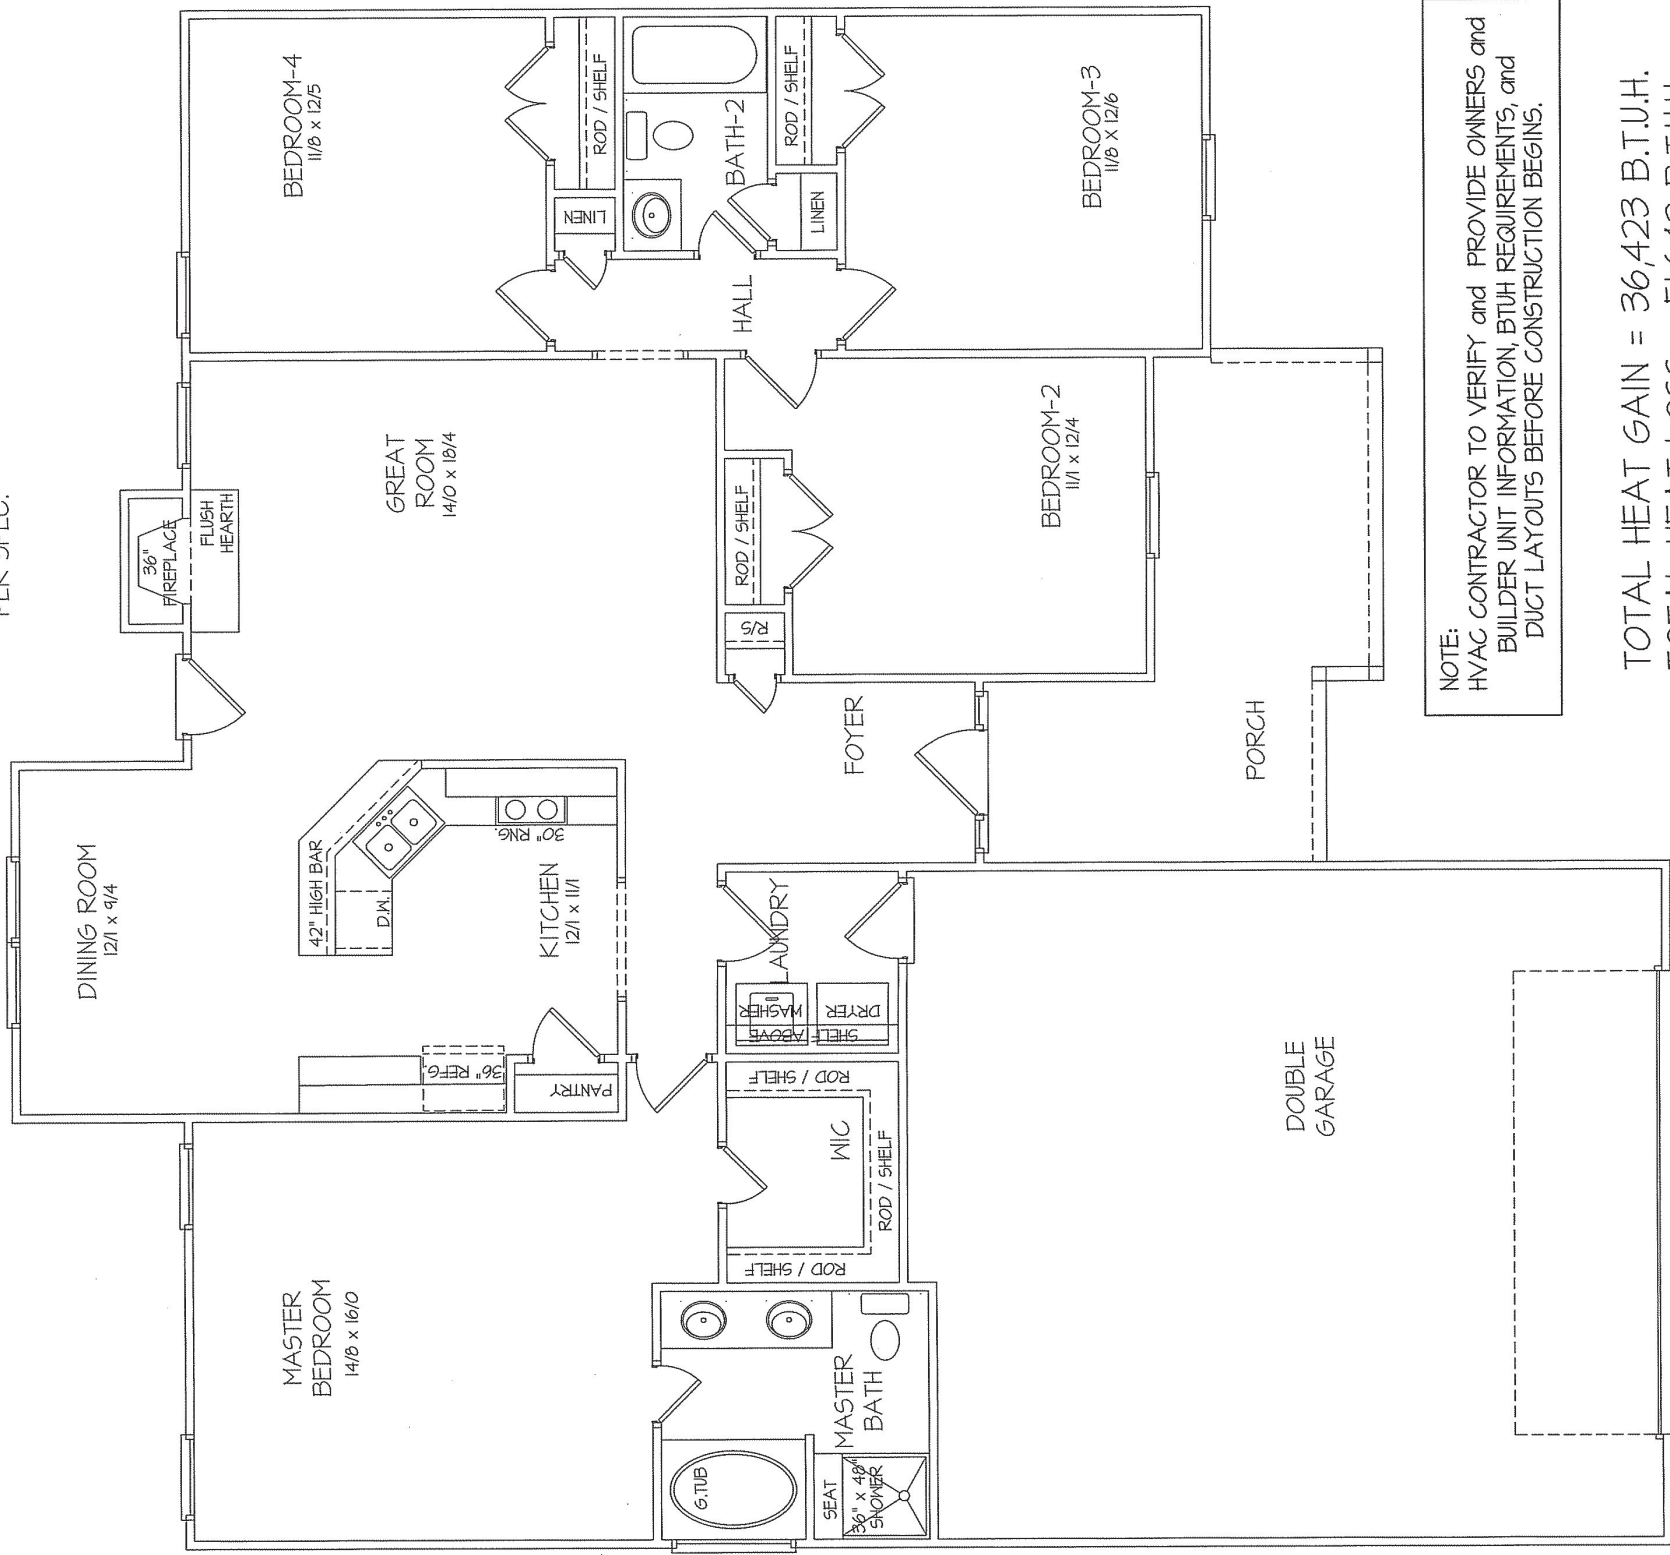 PER SPEC.
BEDROOM-4
11/8 x 12/5
ROD / SHELF
LINEN
BATH-2
ROD / SHELF
LINEN
BEDROOM-3
11/8 x 12/6
HALL
36"
FIREPLACE
FLUSH
HEARTH
GREAT
ROOM
14/0 x 18/4
ROD / SHELF
R/S
BEDROOM-2
11/1 x 12/4
FOYER
PORCH
DINING ROOM
12/1 x 9/4
42" HIGH BAR
D.W.
30" RNG.
KITCHEN
12/1 x 11/1
36" REFG.
PANTRY
LAUNDRY
WASHER
DRYER
SHELF ABOVE
ROD / SHELF
WIC
ROD / SHELF
ROD / SHELF
MASTER
BEDROOM
14/8 x 16/0
MASTER
BATH
G.TUB
SEAT
36" x 48"
SHOWER
DOUBLE
GARAGE
NOTE:
HVAC CONTRACTOR TO VERIFY and PROVIDE OWNERS and
BUILDER UNIT INFORMATION, BTUH REQUIREMENTS, and
DUCT LAYOUTS BEFORE CONSTRUCTION BEGINS.
TOTAL HEAT GAIN = 36,423 B.T.U.H.